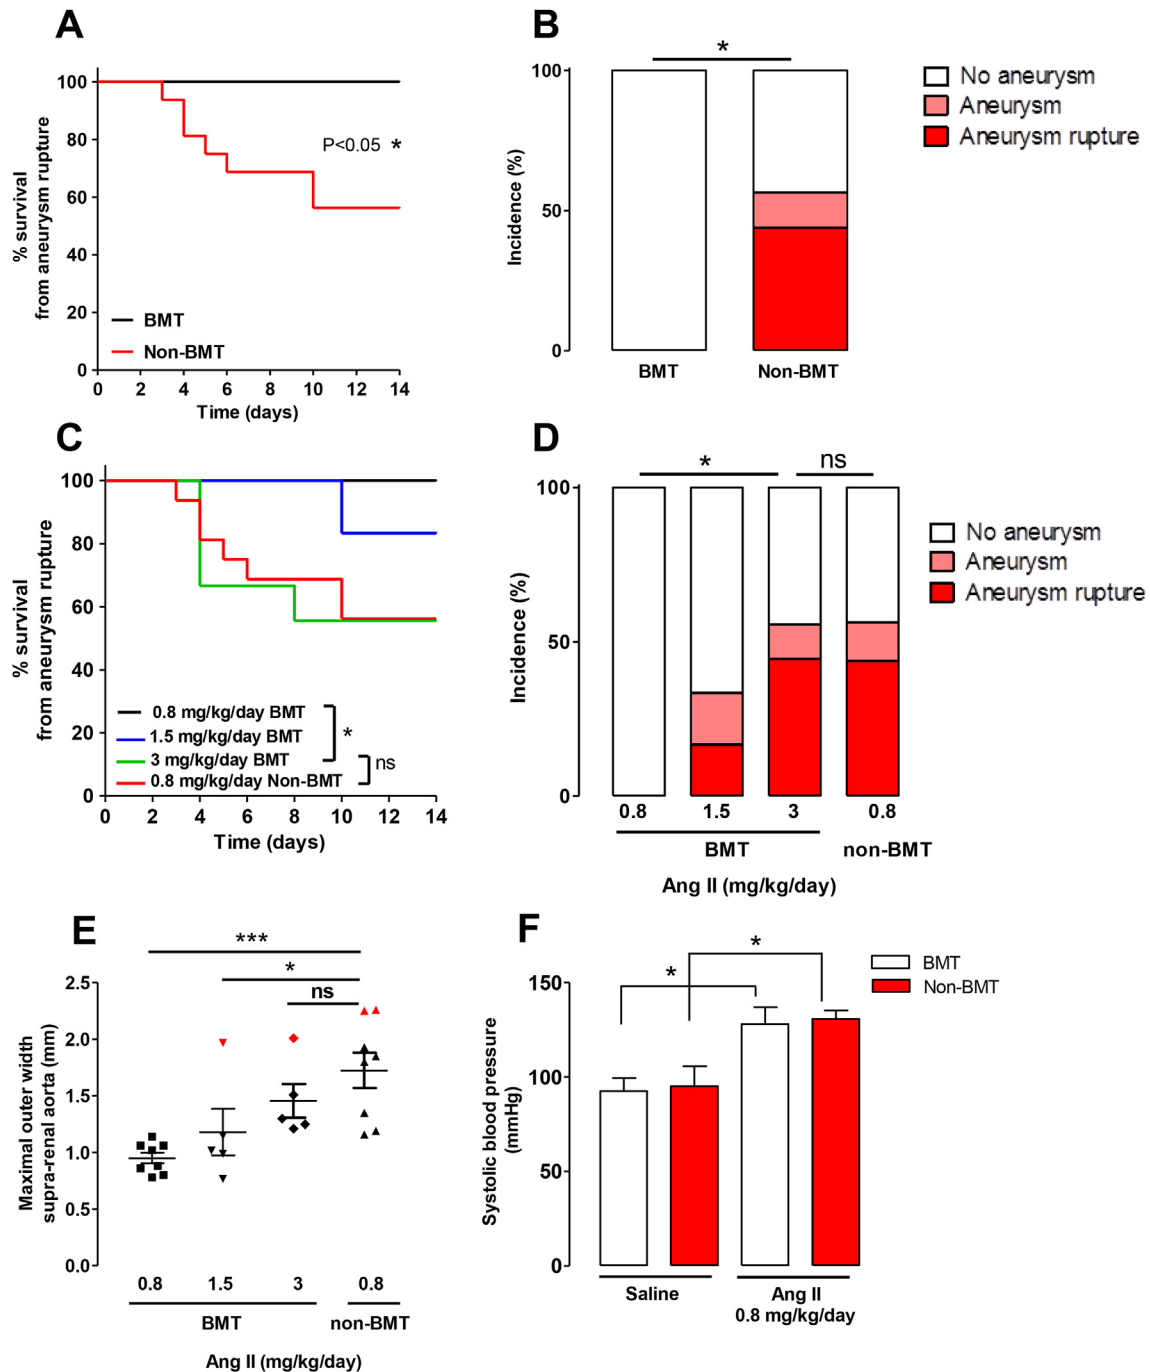 A
% survival
from aneurysm rupture
100
80
60
40
20
0
P<0.05 *
BMT
Non-BMT
0 2 4 6 8 10 12 14
Time (days)
B
*
Incidence (%)
100
50
0
BMT Non-BMT
No aneurysm
Aneurysm
Aneurysm rupture
C
% survival
from aneurysm rupture
100
80
60
40
20
0
0.8 mg/kg/day BMT
1.5 mg/kg/day BMT
3 mg/kg/day BMT
0.8 mg/kg/day Non-BMT
*
ns
0 2 4 6 8 10 12 14
Time (days)
D
* ns
Incidence (%)
100
50
0
0.8 1.5 3 0.8
BMT non-BMT
Ang II (mg/kg/day)
No aneurysm
Aneurysm
Aneurysm rupture
E
***
*
ns
Maximal outer width
supra-renal aorta (mm)
2.5
2.0
1.5
1.0
0.5
0.0
0.8 1.5 3 0.8
BMT non-BMT
Ang II (mg/kg/day)
F
*
*
Systolic blood pressure
(mmHg)
150
100
50
0
Saline Ang II
0.8 mg/kg/day
BMT
Non-BMT